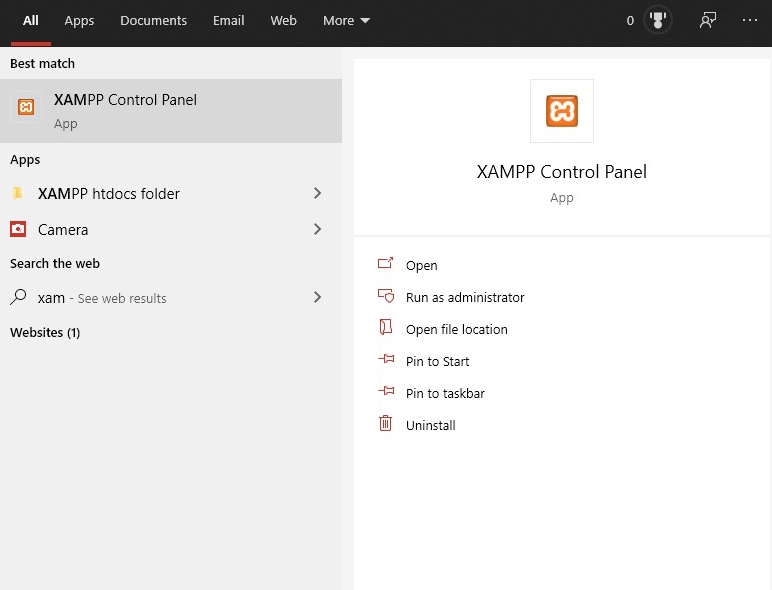 All Apps Documents Email Web More 0 ...
Best match
XAMPP Control Panel
App
Apps
XAMPP htdocs folder
Camera
Search the web
xam - See web results
Websites (1)
XAMPP Control Panel
App
Open
Run as administrator
Open file location
Pin to Start
Pin to taskbar
Uninstall